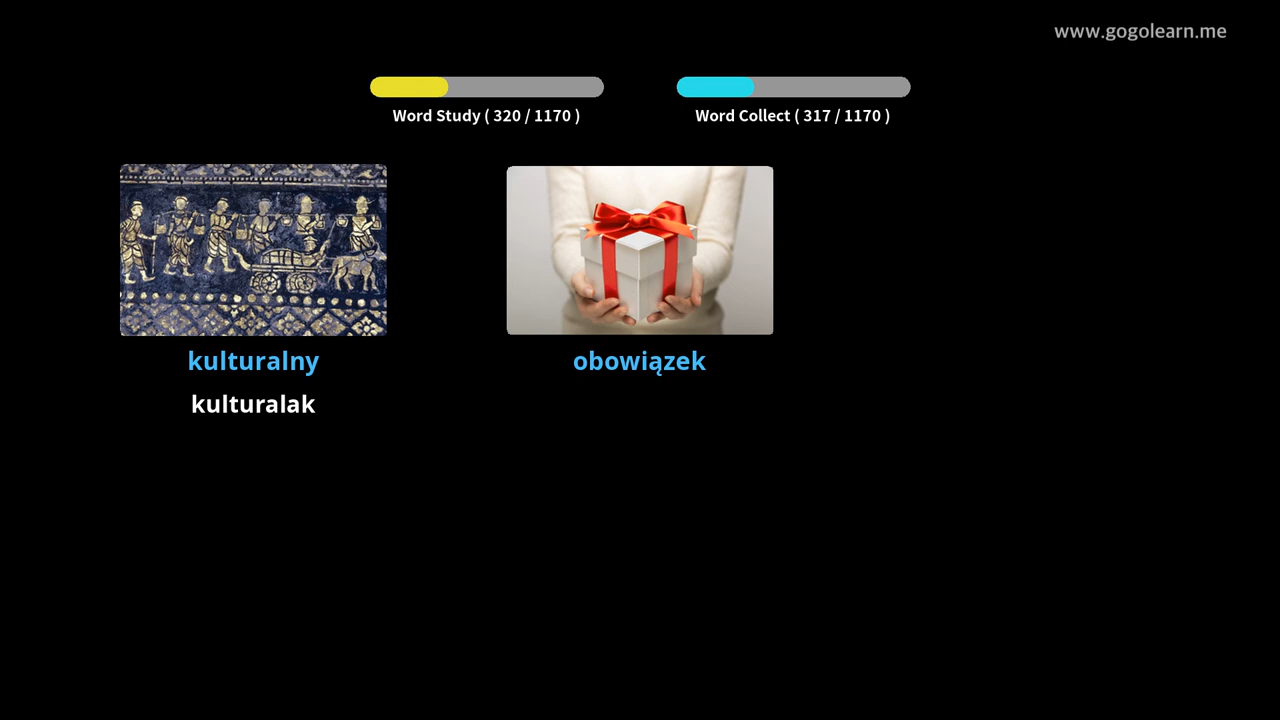 www.gogolearn.me
Word Study ( 320 / 1170 )
Word Collect ( 317 / 1170 )
kulturalny
obowiązek
kulturalak